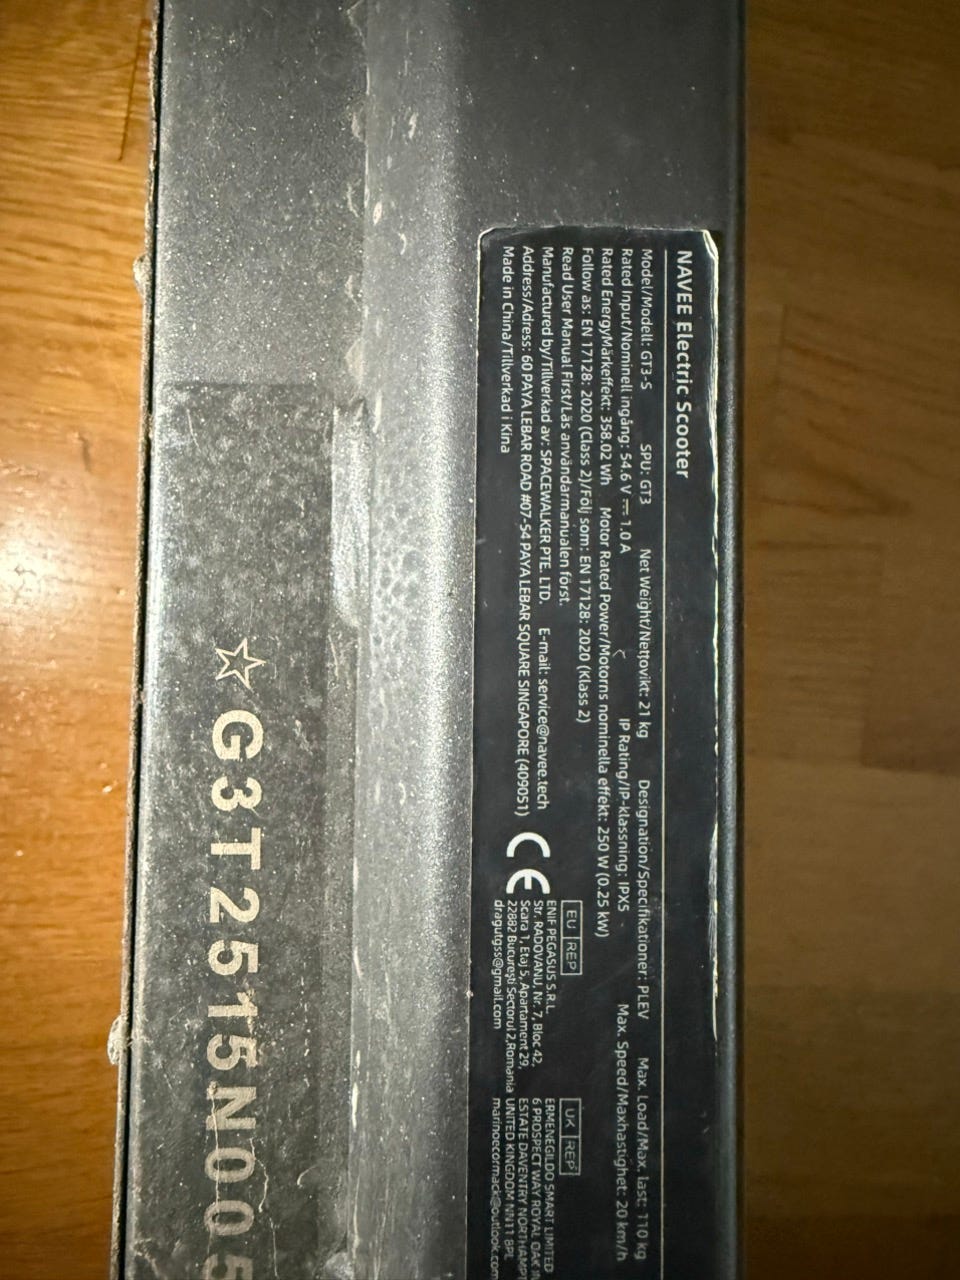 NAVEE Electric Scooter
Model/Modell: GT3-S SPU: GT3 Net Weight/Nettovikt: 21 kg Designation/Specifikationer: PLEV Max. Load/Max. last: 110 kg
Rated Input/Nominell ingång: 54.6 V ⎓ 1.0 A IP Rating/IP-klassning: IPX5 Max. Speed/Maxhastighet: 20 km/h
Rated Energy/Märkeffekt: 358.02 Wh Motor Rated Power/Motorns nominella effekt: 250 W (0.25 kW)
Follow as: EN 17128: 2020 (Class 2)/Följ som: EN 17128: 2020 (Klass 2)
Read User Manual First/Läs användarmanualen först.
Manufactured by/Tillverkad av: SPACEWALKER PTE. LTD. E-mail: service@navee.tech
Address/Adress: 60 PAYA LEBAR ROAD #07-54 PAYA LEBAR SQUARE SINGAPORE (409051)
Made in China/Tillverkad i Kina
CE
EU REP
ENIF PEGASUS S.R.L.
Str. RADOVANU, Nr. 7, Bloc 42,
Scara 1, Etaj 5, Apartament 29,
22882 București Sectorul 2,Romania
dragutgss@gmail.com
UK REP
ERMENEGILDO SMART LIMITED
6 PROSPECT WAY ROYAL OAK
ESTATE DAVENTRY
UNITED KINGDOM NN11 8PL
marinoecormack@outlook.com
☆G3T2515N005